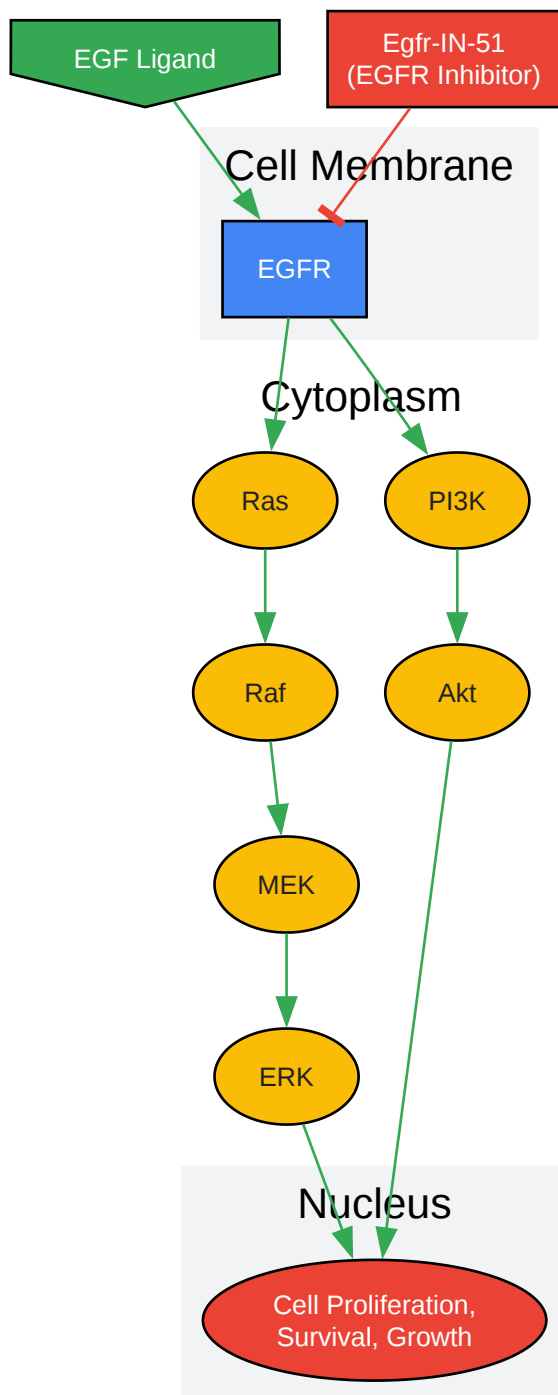 EGF Ligand
Egfr-IN-51
(EGFR Inhibitor)
Cell Membrane
EGFR
Cytoplasm
Ras
PI3K
Raf
Akt
MEK
ERK
Nucleus
Cell Proliferation,
Survival, Growth